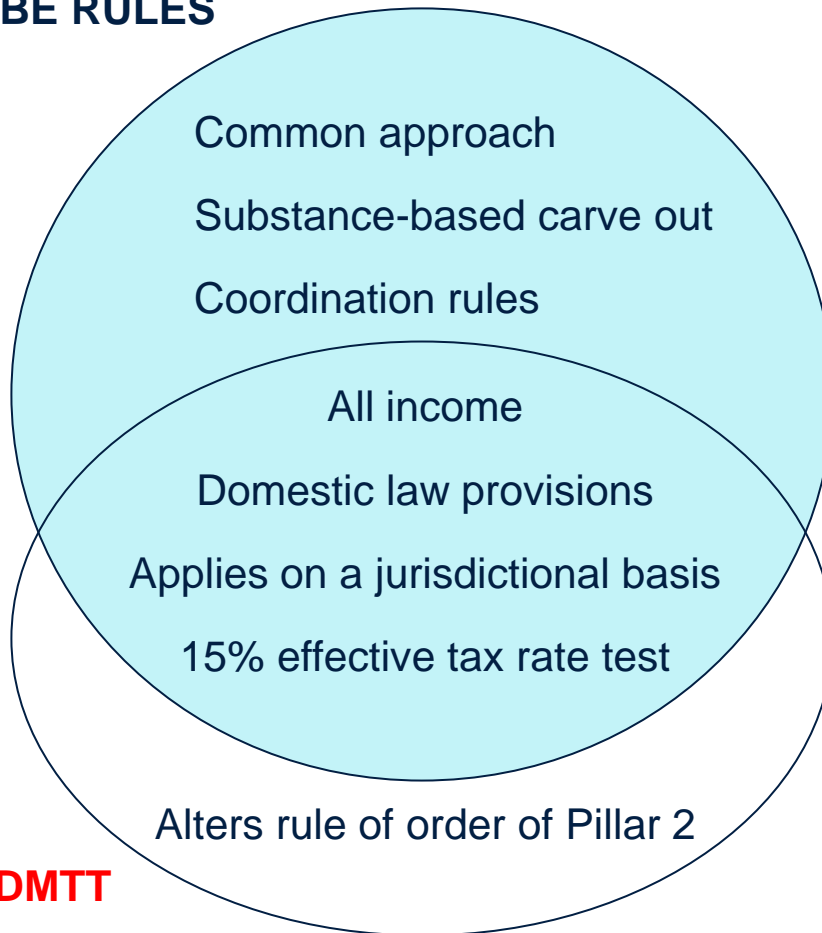 BE RULES
Common approach
Substance-based carve out
Coordination rules
All income
Domestic law provisions
Applies on a jurisdictional basis
15% effective tax rate test
Alters rule of order of Pillar 2
DMTT